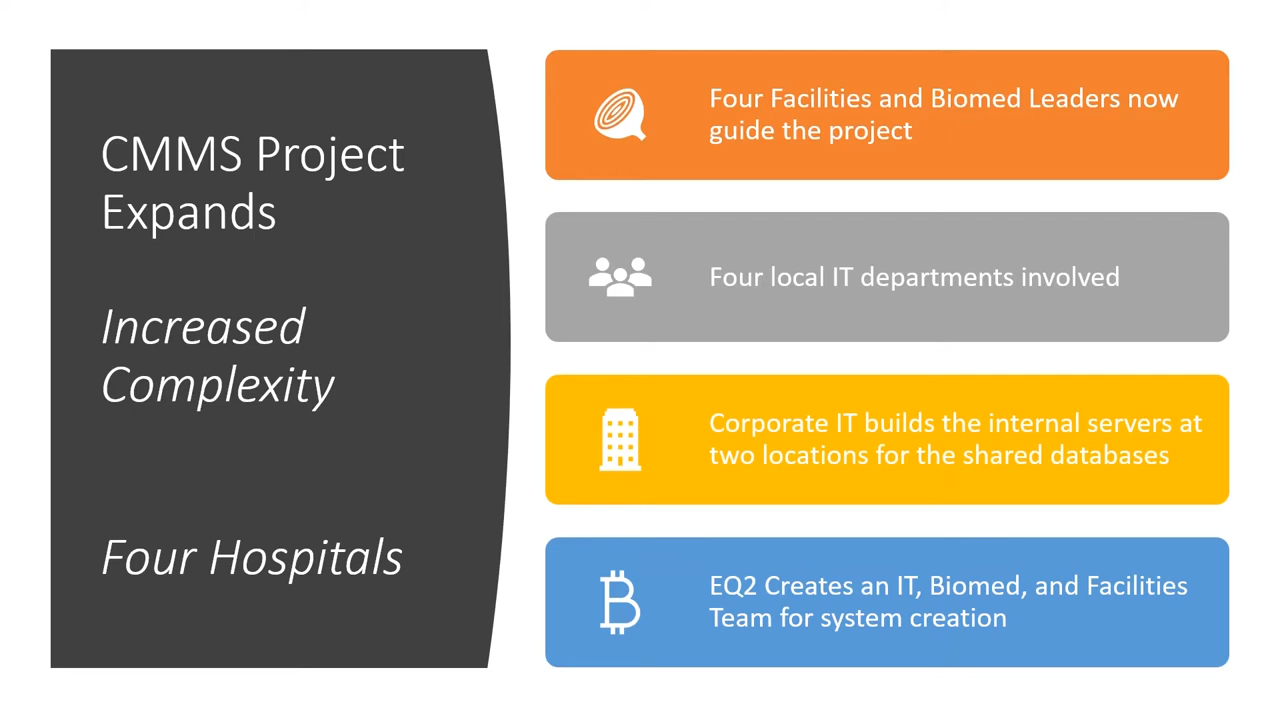 CMMS Project
Expands
Increased
Complexity
Four Hospitals
Four Facilities and Biomed Leaders now
guide the project
Four local IT departments involved
Corporate IT builds the internal servers at
two locations for the shared databases
EQ2 Creates an IT, Biomed, and Facilities
Team for system creation